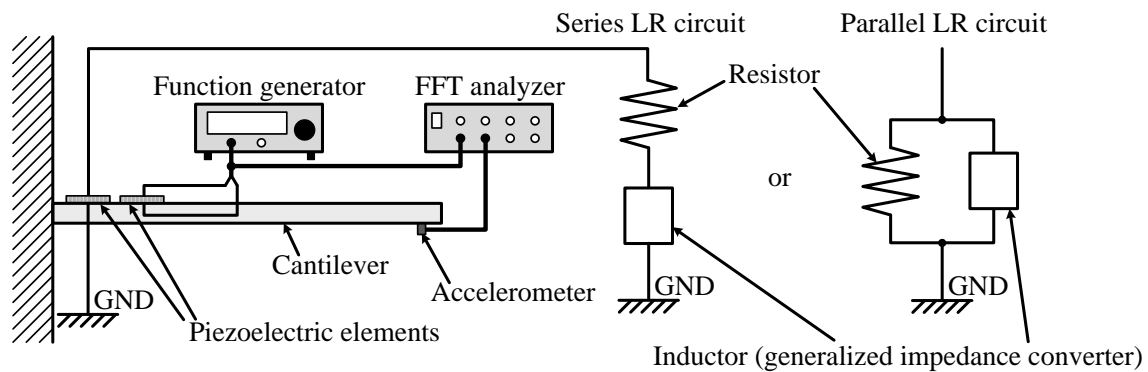 Series LR circuit
Parallel LR circuit
Function generator
FFT analyzer
Resistor
or
Cantilever
Accelerometer
GND
GND
GND
Piezoelectric elements
Inductor (generalized impedance converter)